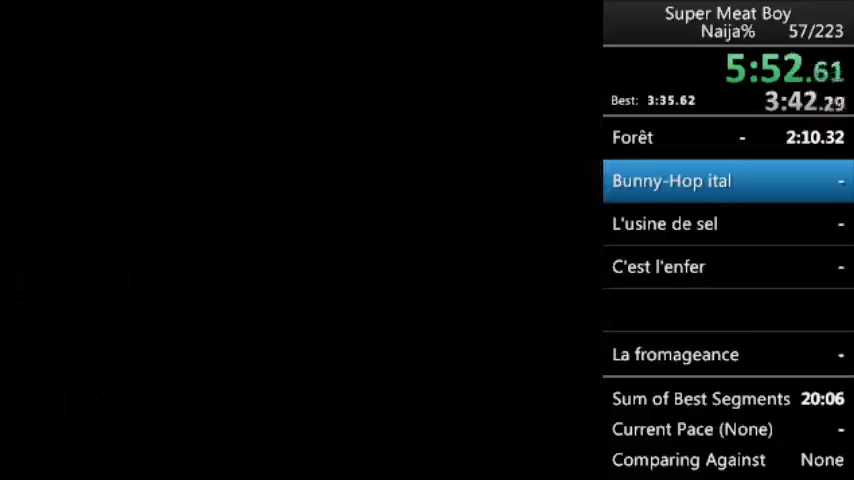 Super Meat Boy
Naija% 57/223
5:52.61
Best: 3:35.62 3:42.29
Forêt - 2:10.32
Bunny-Hop ital -
L'usine de sel -
C'est l'enfer -
La fromageance -
Sum of Best Segments 20:06
Current Pace (None) -
Comparing Against None